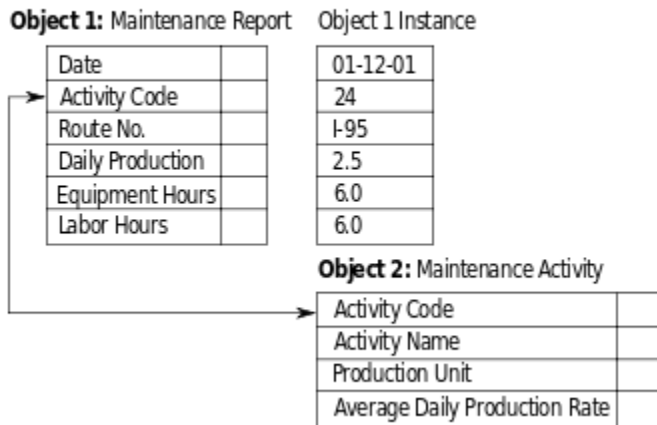 Object 1: Maintenance Report Object 1 Instance
Date 01-12-01
Activity Code 24
Route No. I-95
Daily Production 2.5
Equipment Hours 6.0
Labor Hours 6.0
Object 2: Maintenance Activity
Activity Code
Activity Name
Production Unit
Average Daily Production Rate